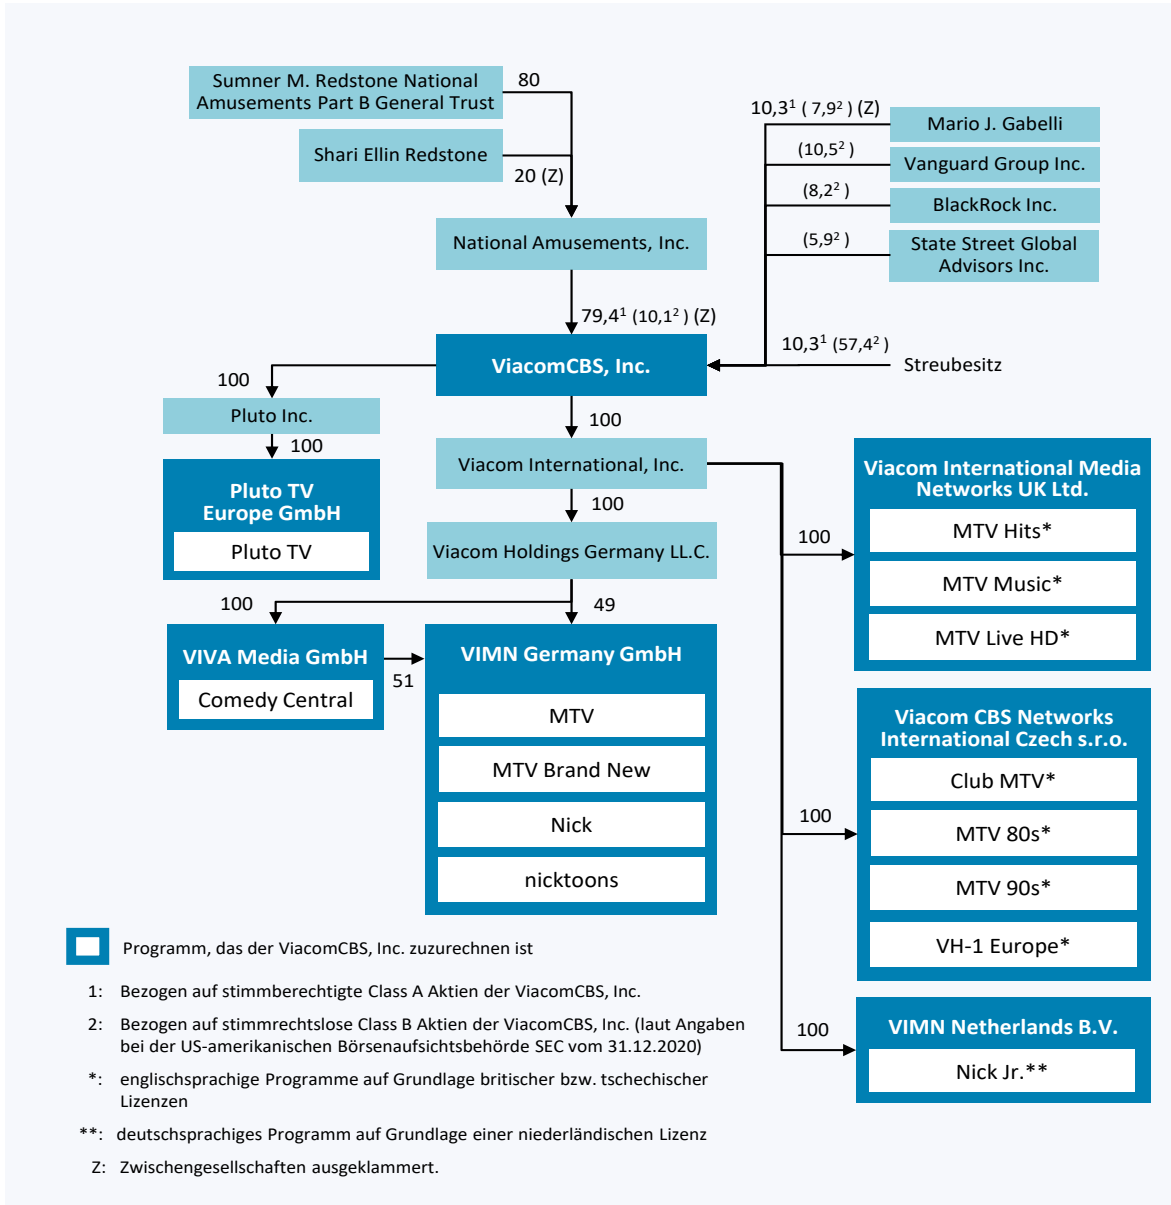 Sumner M. Redstone National
Amusements Part B General Trust
80
Shari Ellin Redstone
20 (Z)
National Amusements, Inc.
79,4¹ (10,1²) (Z)
10,3¹ (7,9²) (Z)
Mario J. Gabelli
(10,5²)
Vanguard Group Inc.
(8,2²)
BlackRock Inc.
(5,9²)
State Street Global
Advisors Inc.
10,3¹ (57,4²)
Streubesitz
ViacomCBS, Inc.
100
Pluto Inc.
100
Pluto TV
Europe GmbH
Pluto TV
100
Viacom International, Inc.
100
Viacom Holdings Germany LL.C.
100
49
VIVA Media GmbH
Comedy Central
51
VIMN Germany GmbH
MTV
MTV Brand New
Nick
nicktoons
100
Viacom International Media
Networks UK Ltd.
MTV Hits*
MTV Music*
MTV Live HD*
100
Viacom CBS Networks
International Czech s.r.o.
Club MTV*
MTV 80s*
MTV 90s*
VH-1 Europe*
100
VIMN Netherlands B.V.
Nick Jr.**
Programm, das der ViacomCBS, Inc. zuzurechnen ist
1: Bezogen auf stimmberechtigte Class A Aktien der ViacomCBS, Inc.
2: Bezogen auf stimmrechtslose Class B Aktien der ViacomCBS, Inc. (laut Angaben
bei der US-amerikanischen Börsenaufsichtsbehörde SEC vom 31.12.2020)
*: englischsprachige Programme auf Grundlage britischer bzw. tschechischer
Lizenzen
**: deutschsprachiges Programm auf Grundlage einer niederländischen Lizenz
Z: Zwischengesellschaften ausgeklammert.